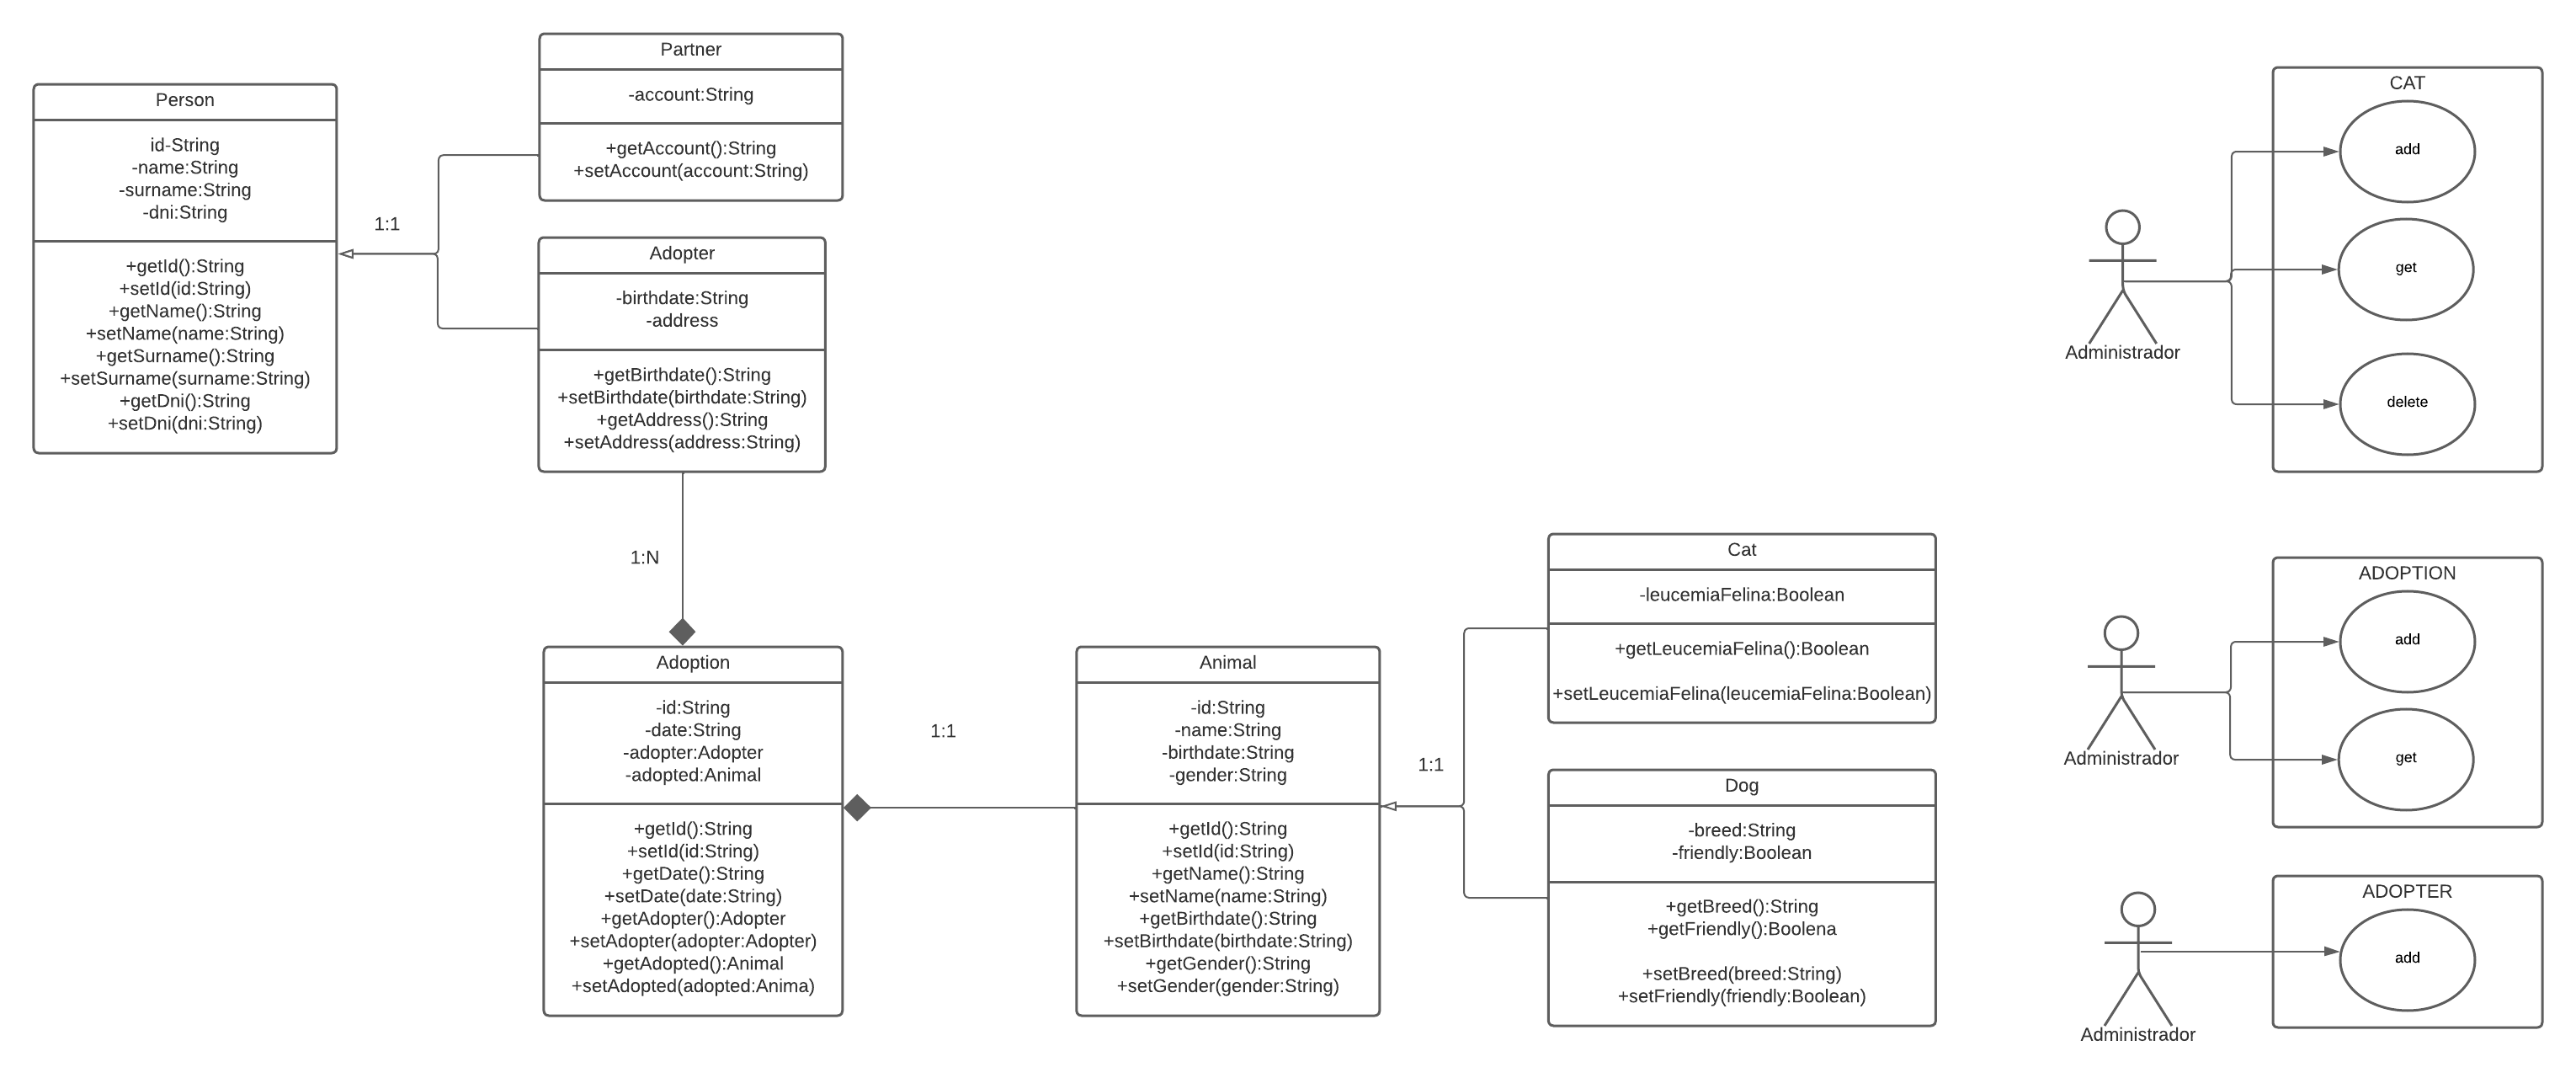 Person
id-String
-name:String
-surname:String
-dni:String
+getId():String
+setId(id:String)
+getName():String
+setName(name:String)
+getSurname():String
+setSurname(surname:String)
+getDni():String
+setDni(dni:String)
1:1
Partner
-account:String
+getAccount():String
+setAccount(account:String)
Adopter
-birthdate:String
-address
+getBirthdate():String
+setBirthdate(birthdate:String)
+getAddress():String
+setAddress(address:String)
1:N
Adoption
-id:String
-date:String
-adopter:Adopter
-adopted:Animal
+getId():String
+setId(id:String)
+getDate():String
+setDate(date:String)
+getAdopter():Adopter
+setAdopter(adopter:Adopter)
+getAdopted():Animal
+setAdopted(adopted:Anima)
1:1
Animal
-id:String
-name:String
-birthdate:String
-gender:String
+getId():String
+setId(id:String)
+getName():String
+setName(name:String)
+getBirthdate():String
+setBirthdate(birthdate:String)
+getGender():String
+setGender(gender:String)
1:1
Cat
-leucemiaFelina:Boolean
+getLeucemiaFelina():Boolean
+setLeucemiaFelina(leucemiaFelina:Boolean)
Dog
-breed:String
-friendly:Boolean
+getBreed():String
+getFriendly():Boolena
+setBreed(breed:String)
+setFriendly(friendly:Boolean)
Administrador
CAT
add
get
delete
Administrador
ADOPTION
add
get
Administrador
ADOPTER
add